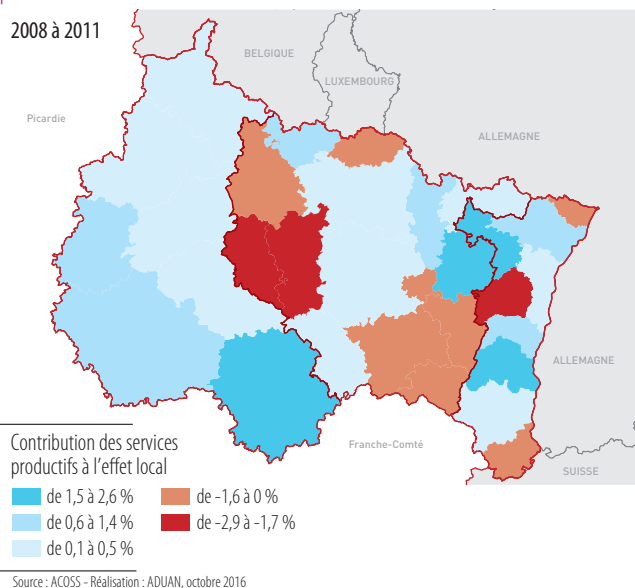 2008 à 2011
BELGIQUE
LUXEMBOURG
Picardie
ALLEMAGNE
ALLEMAGNE
Franche-Comté
SUISSE
Contribution des services
productifs à l'effet local
de 1,5 à 2,6 %
de 0,6 à 1,4 %
de 0,1 à 0,5 %
de -1,6 à 0 %
de -2,9 à -1,7 %
Source : ACOSS - Réalisation : ADUAN, octobre 2016